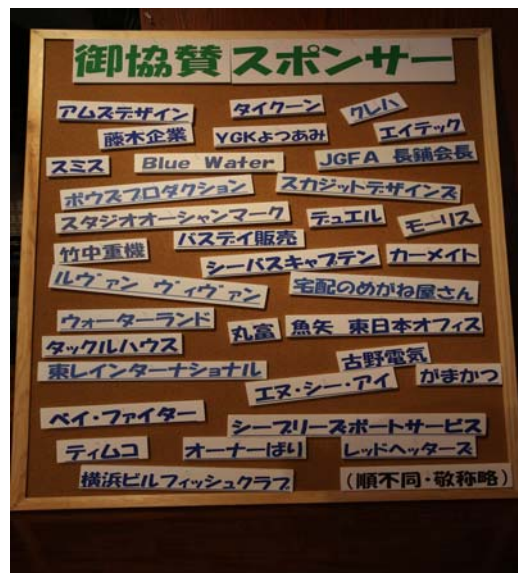 御協賛 スポンサー
アムズデザイン タイクーン クレハ
藤木企業 YGKよつあみ エイテック
スミス Blue Water JGFA 長鋪会長
ボウズプロダクション スカジットデザインズ
スタジオオーシャンマーク デュエル モーリス
竹中重機 バスデイ販売
シーバスキャプテン カーメイト
ルヴァン ヴィヴァン 宅配のめがね屋さん
ウォーターランド 丸富 魚矢 東日本オフィス
タックルハウス 古野電気
東レインターナショナル エヌ・シー・アイ がまかつ
ベイ・ファイター シーブリーズボートサービス
ティムコ オーナーばり レッドヘッターズ
横浜ビルフィッシュクラブ (順不同・敬称略)